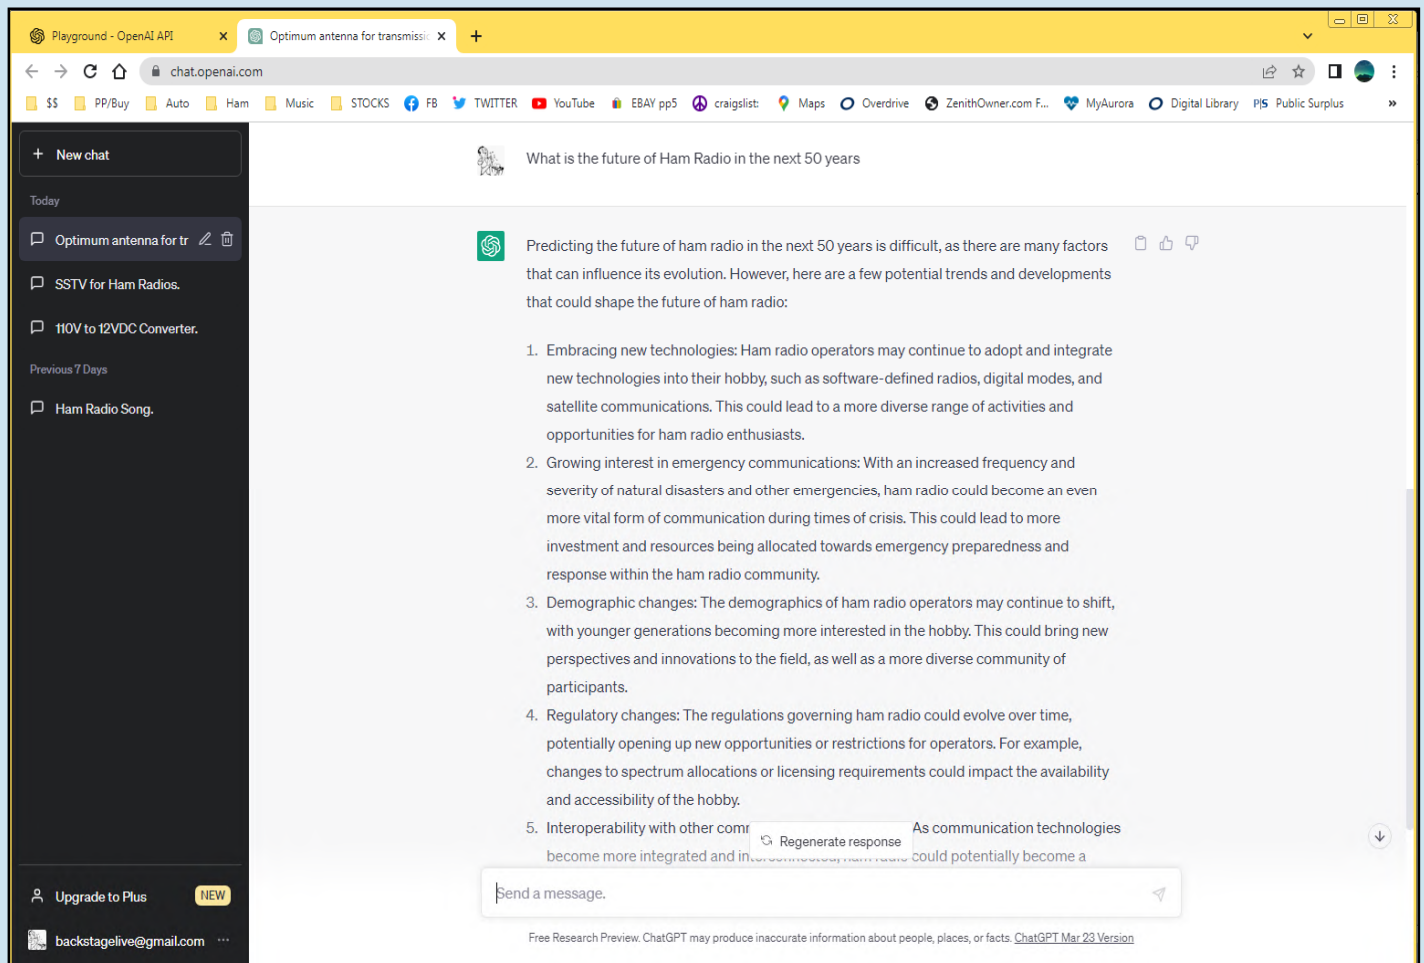 Playground - OpenAI API
Optimum antenna for transmissi
chat.openai.com
$$ PP/Buy Auto Ham Music STOCKS FB TWITTER YouTube EBAY pp5 craigslist: Maps Overdrive ZenithOwner.com F... MyAurora Digital Library P|S Public Surplus »
+ New chat
Today
Optimum antenna for tr
SSTV for Ham Radios.
110V to 12VDC Converter.
Previous 7 Days
Ham Radio Song.
Upgrade to Plus NEW
backstagelive@gmail.com ...
What is the future of Ham Radio in the next 50 years
Predicting the future of ham radio in the next 50 years is difficult, as there are many factors
that can influence its evolution. However, here are a few potential trends and developments
that could shape the future of ham radio:
1. Embracing new technologies: Ham radio operators may continue to adopt and integrate
new technologies into their hobby, such as software-defined radios, digital modes, and
satellite communications. This could lead to a more diverse range of activities and
opportunities for ham radio enthusiasts.
2. Growing interest in emergency communications: With an increased frequency and
severity of natural disasters and other emergencies, ham radio could become an even
more vital form of communication during times of crisis. This could lead to more
investment and resources being allocated towards emergency preparedness and
response within the ham radio community.
3. Demographic changes: The demographics of ham radio operators may continue to shift,
with younger generations becoming more interested in the hobby. This could bring new
perspectives and innovations to the field, as well as a more diverse community of
participants.
4. Regulatory changes: The regulations governing ham radio could evolve over time,
potentially opening up new opportunities or restrictions for operators. For example,
changes to spectrum allocations or licensing requirements could impact the availability
and accessibility of the hobby.
5. Interoperability with other com As communication technologies
Regenerate response
become more integrated and interconnected, ham radio could potentially become a
Send a message.
Free Research Preview. ChatGPT may produce inaccurate information about people, places, or facts. ChatGPT Mar 23 Version